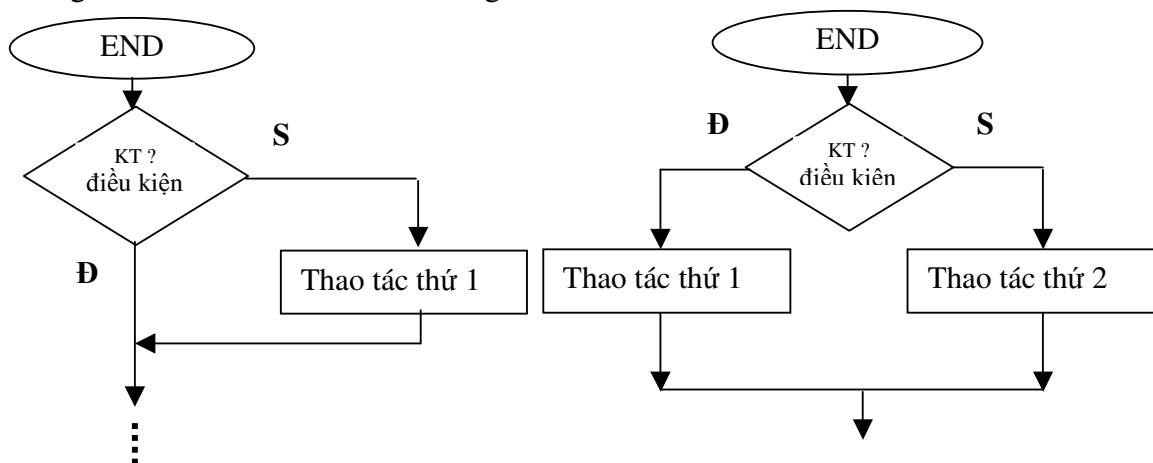 END
KT ?
điều kiện
S
Đ
Thao tác thứ 1
END
Đ
S
KT ?
điều kiện
Thao tác thứ 1
Thao tác thứ 2